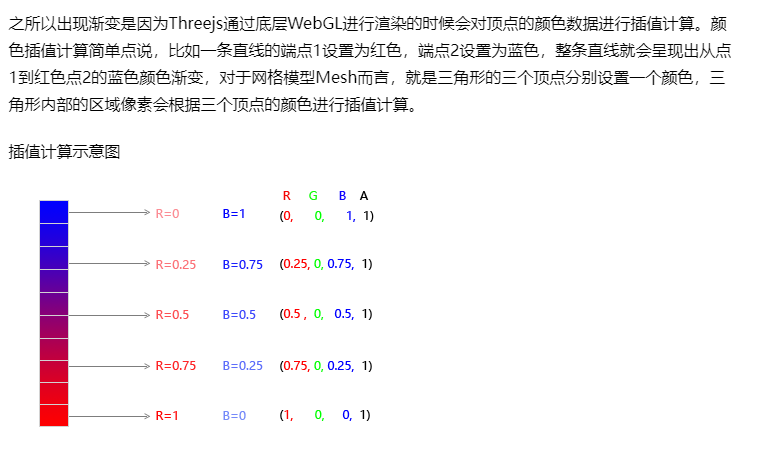 之所以出现渐变是因为Threejs通过底层WebGL进行渲染的时候会对顶点的颜色数据进行插值计算。颜
色插值计算简单点说，比如一条直线的端点1设置为红色，端点2设置为蓝色，整条直线就会呈现出从点
1到红色点2的蓝色颜色渐变，对于网格模型Mesh而言，就是三角形的三个顶点分别设置一个颜色，三
角形内部的区域像素会根据三个顶点的颜色进行插值计算。
插值计算示意图
R G B A
R=0 B=1 (0, 0, 1, 1)
R=0.25 B=0.75 (0.25, 0, 0.75, 1)
R=0.5 B=0.5 (0.5 , 0, 0.5, 1)
R=0.75 B=0.25 (0.75, 0, 0.25, 1)
R=1 B=0 (1, 0, 0, 1)